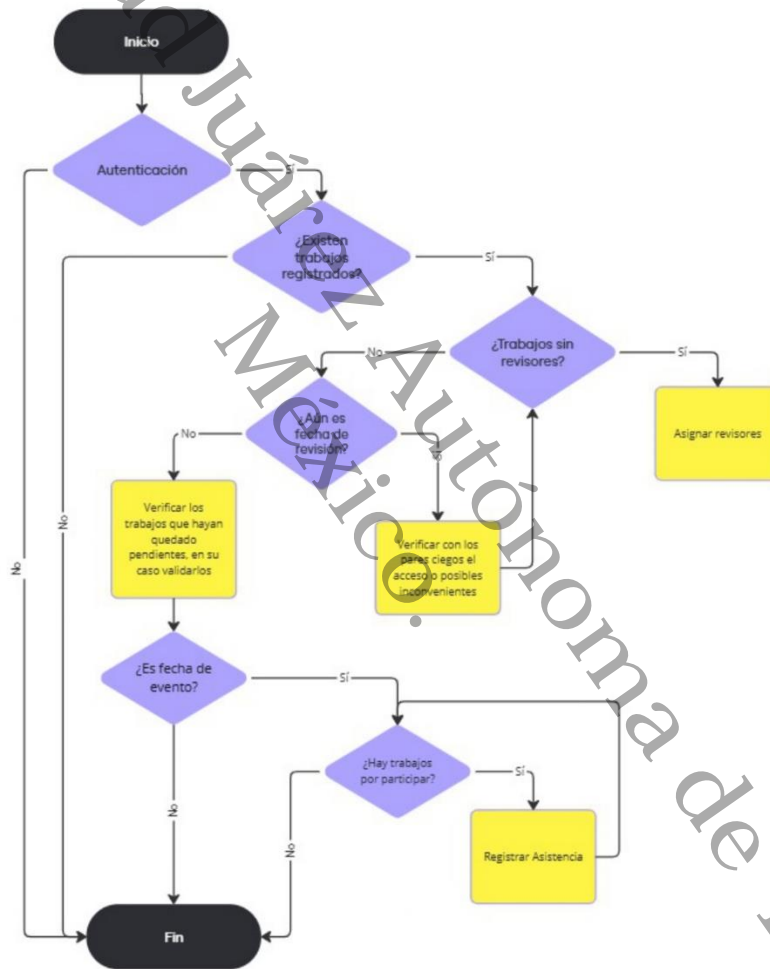 Inicio
Autenticación
Sí
¿Existen
trabajos
registrados?
Sí
¿Trabajos sin
revisores?
No
Sí
¿Aún es
fecha de
revisión?
No
Sí
Asignar revisores
Verificar los
trabajos que hayan
quedado
pendientes, en su
caso validarlos
Verificar con los
pares ciegos el
acceso o posibles
inconvenientes
No
No
¿Es fecha de
evento?
Sí
¿Hay trabajos
por participar?
Sí
No
No
Registrar Asistencia
Fin
Juárez Autónoma de
México.